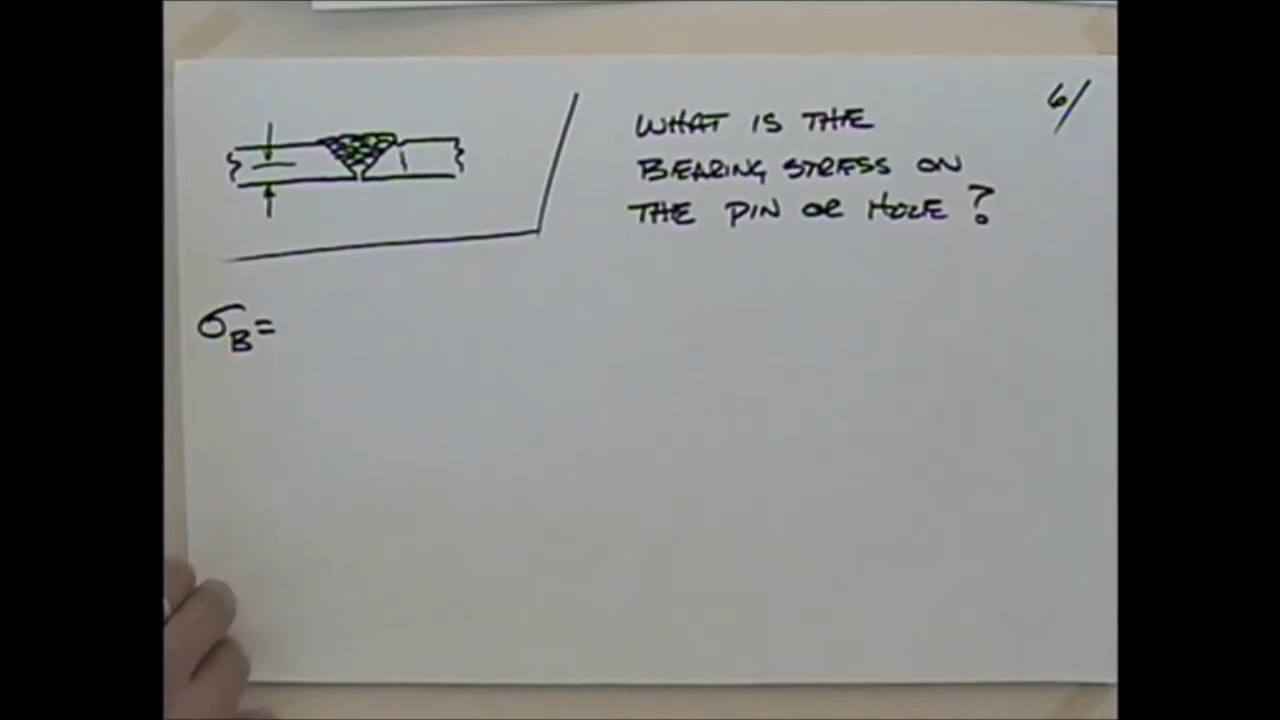 6/
WHAT IS THE
BEARING STRESS ON
THE PIN OR HOLE?
σB=